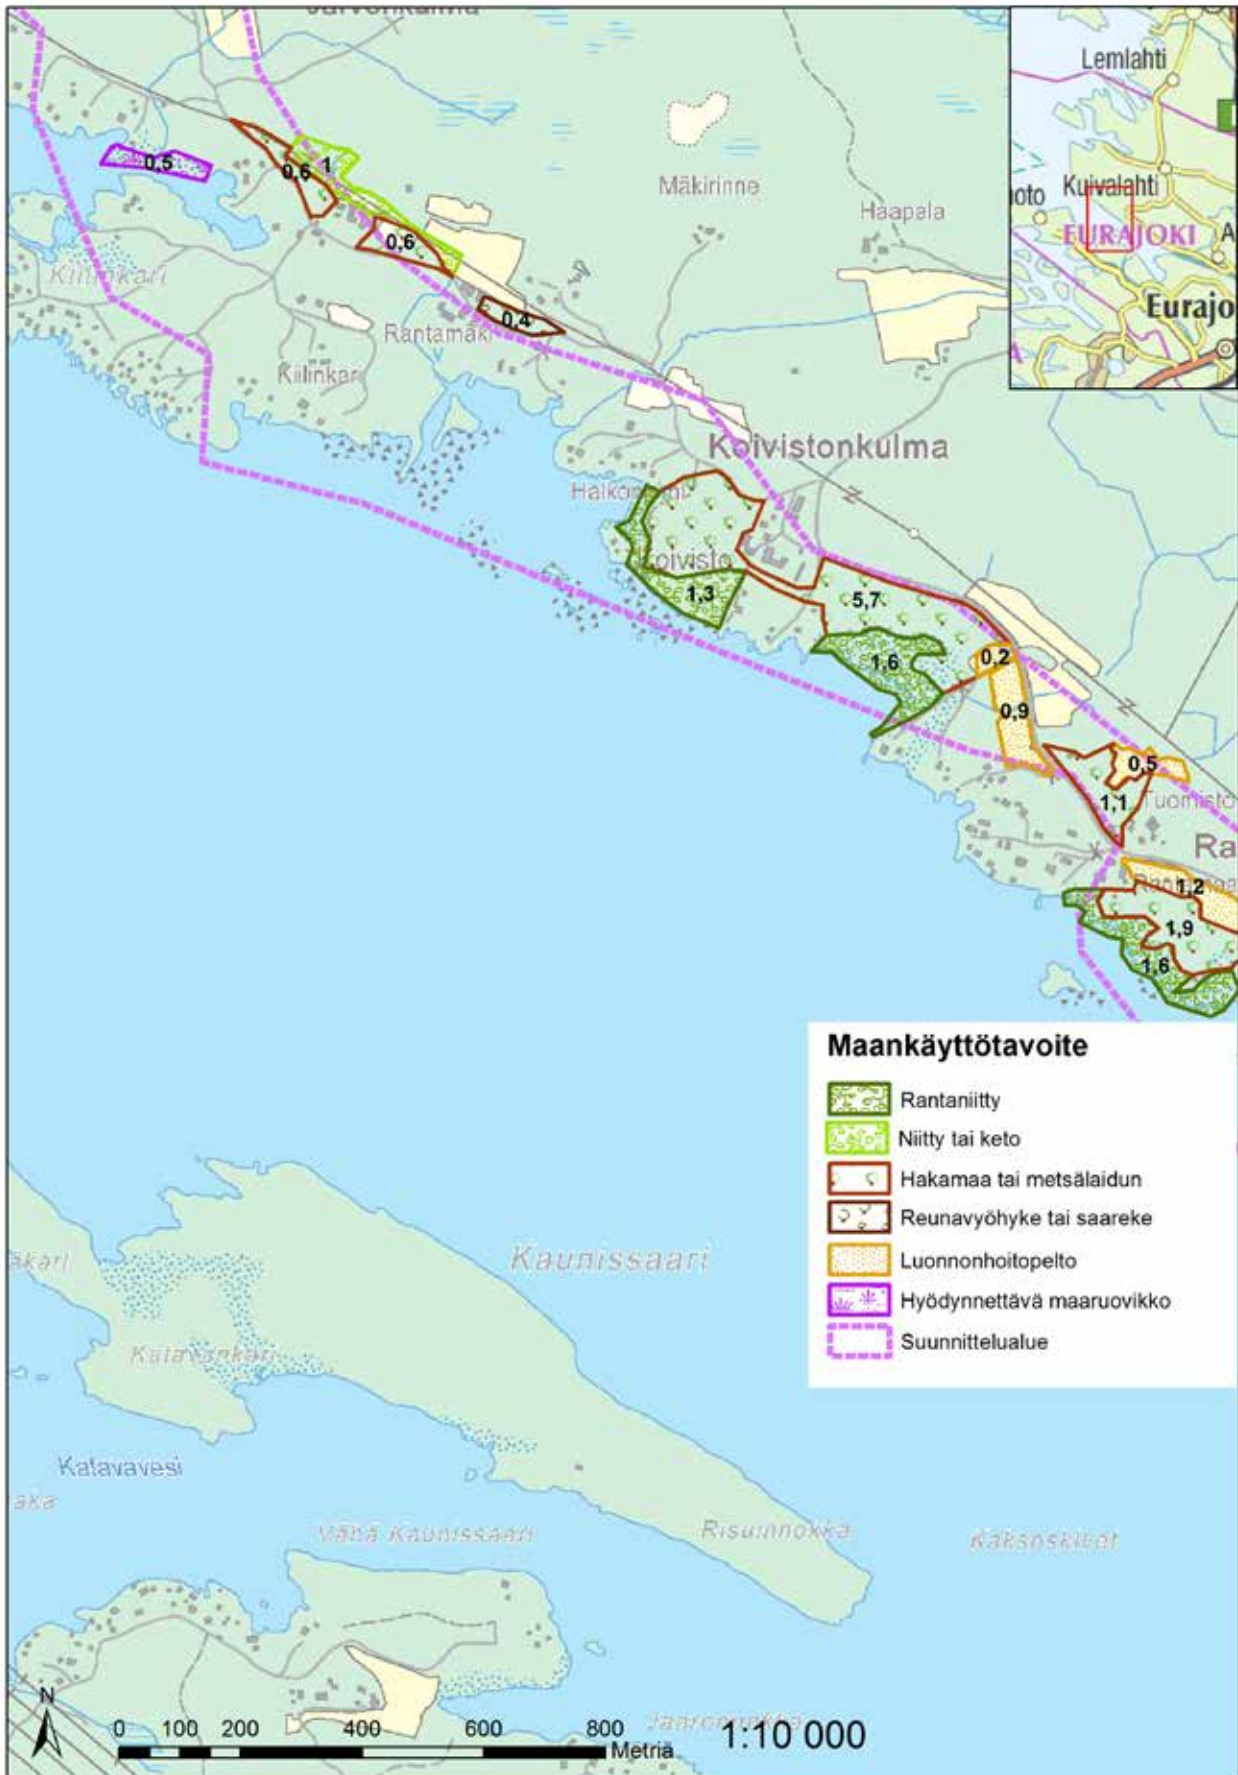 Lemlahti
Kuivalahti
EURAJOKI
Eurajo
0,5
0,6
1
0,6
0,4
Mäkirinne
Haapala
Rantamäki
Koivistonkulma
Koivisto
1,3
5,7
1,6
0,2
0,9
0,5
1,1
Tuomisto
Ra
1,2
1,9
1,6
Maankäyttötavoite
Rantaniitty
Niitty tai keto
Hakamaa tai metsälaidun
Reunavyöhyke tai saareke
Luonnonhoitopelto
Hyödynnettävä maaruovikko
Suunnittelualue
Kaunissaari
Katavankari
Katavavesi
Vähä Kaunissaari
Risuinnokka
N
0 100 200 400 600 800
Metriä
1:10 000